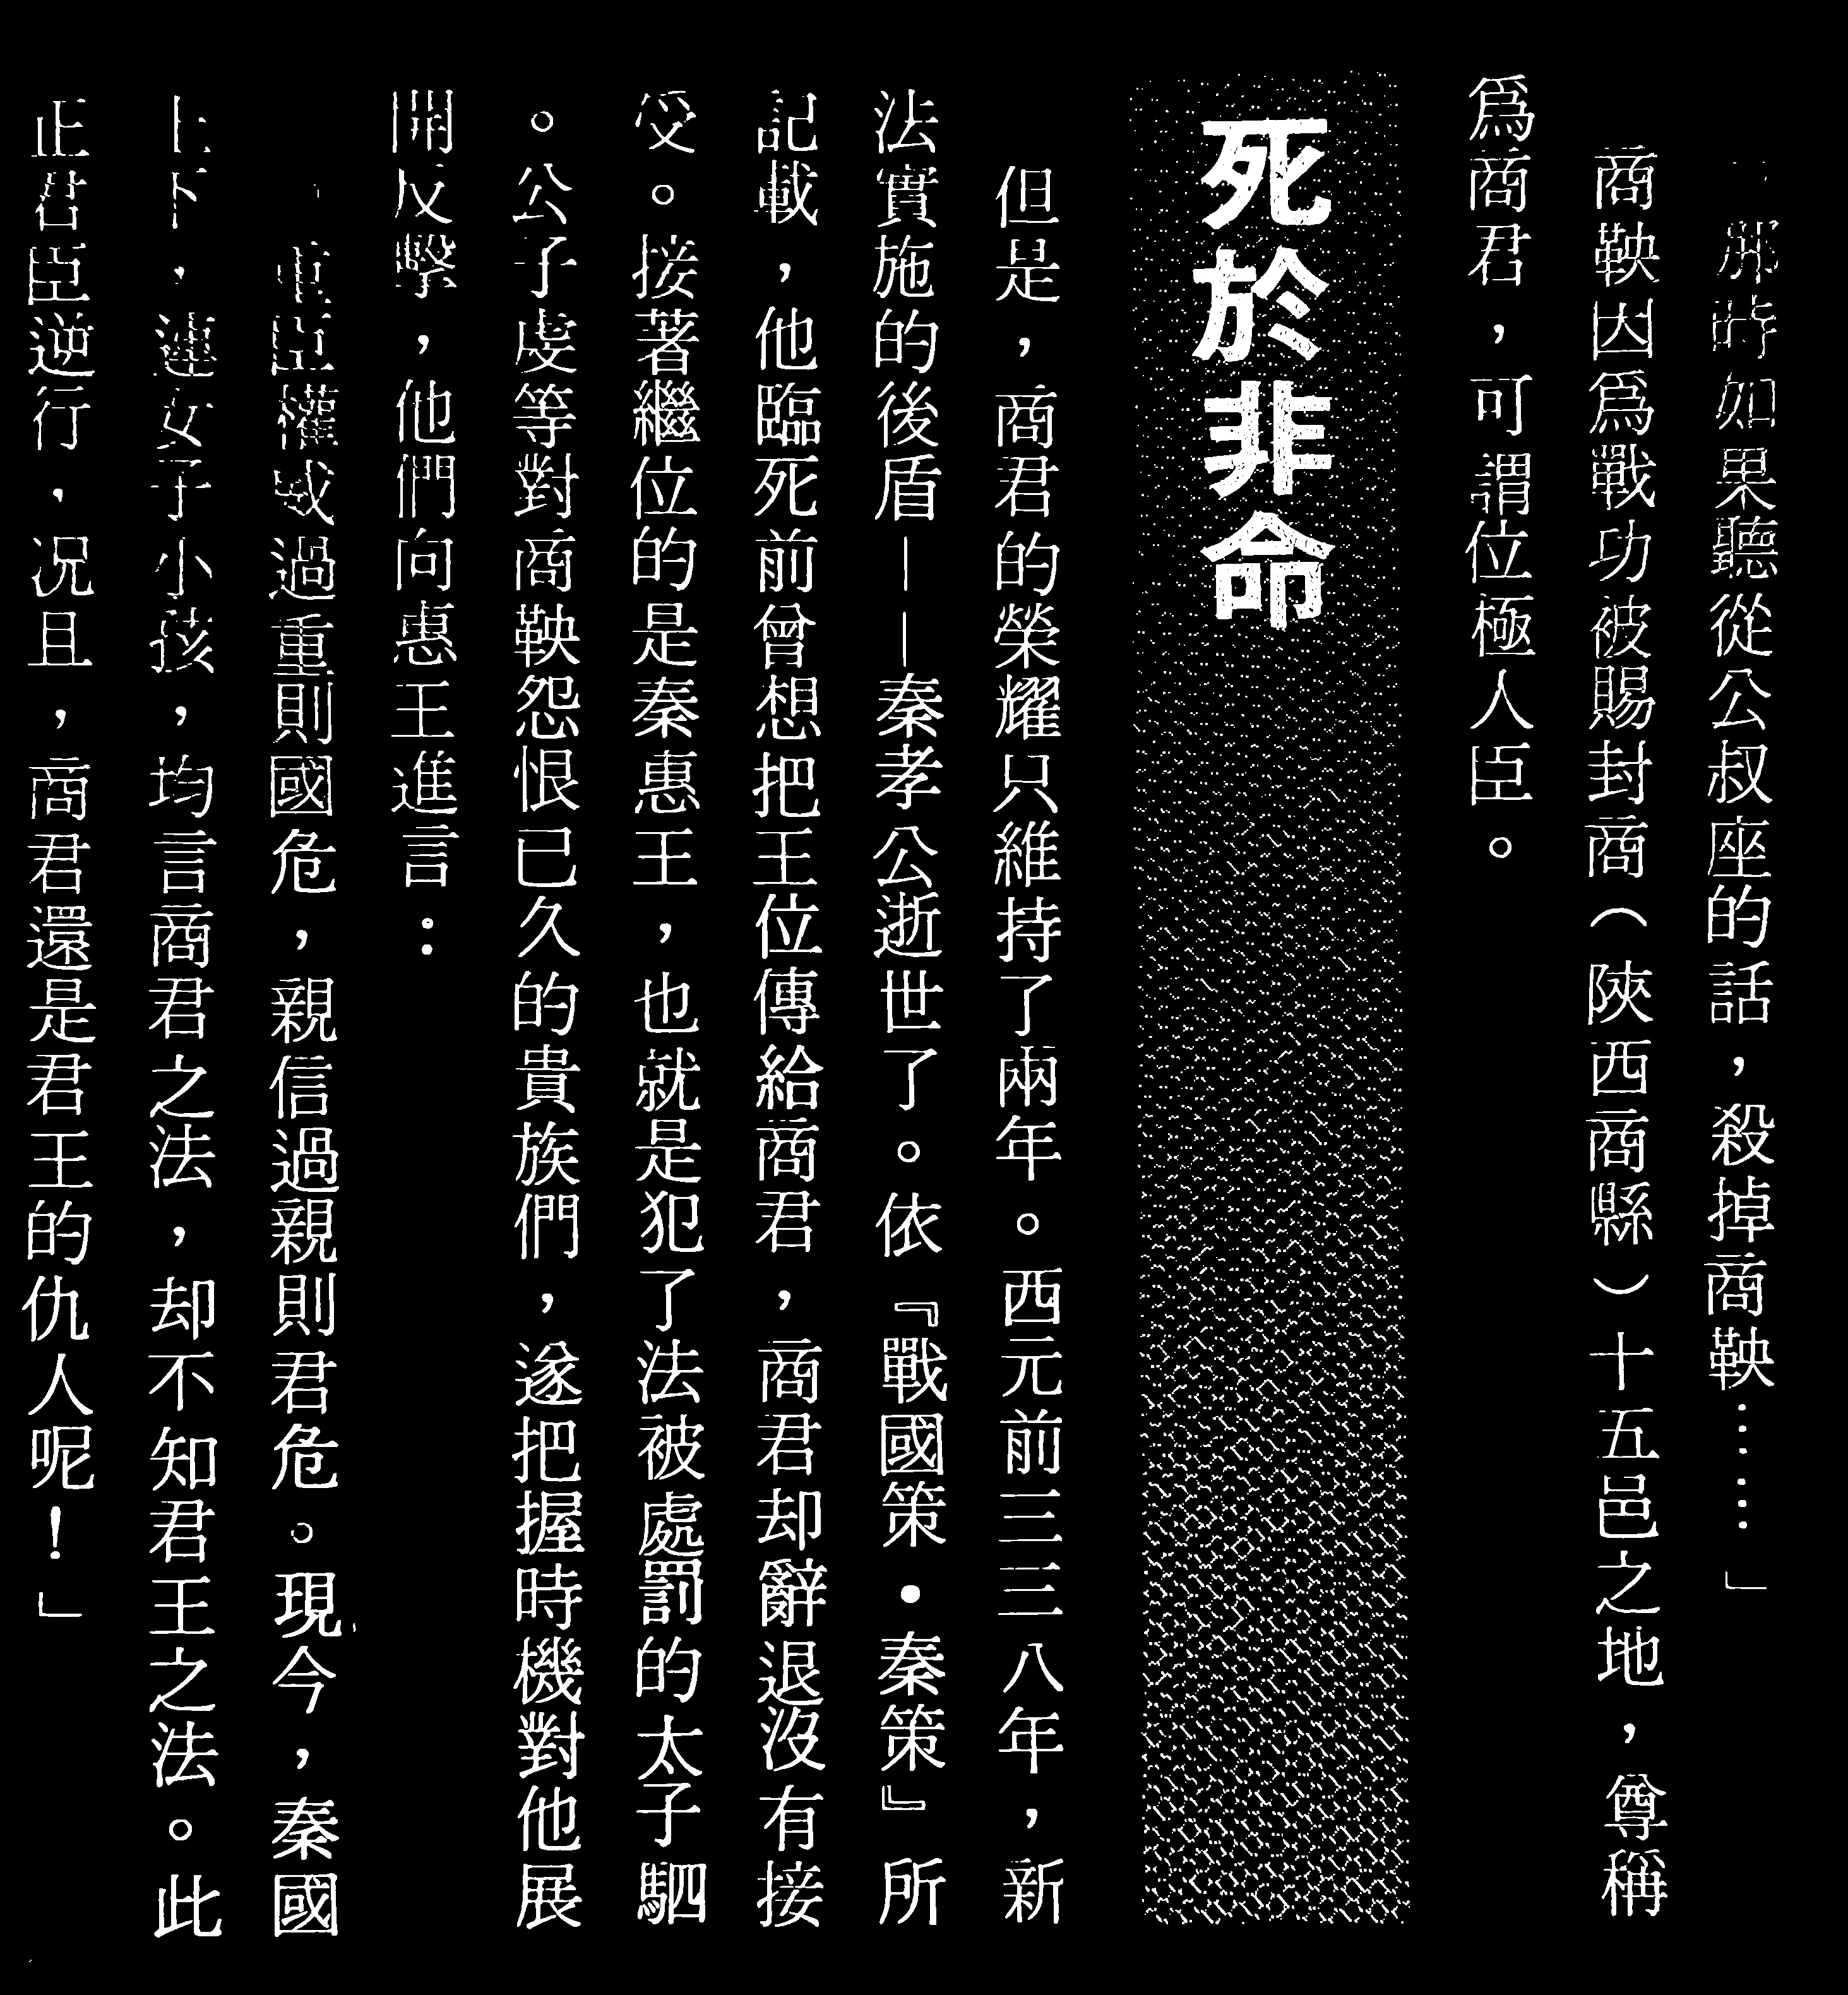 那時如果聽從公叔座的話，殺掉商鞅……」
商鞅因爲戰功被賜封商（陝西商縣）十五邑之地，尊稱
爲商君，可謂位極人臣。
死於非命
但是，商君的榮耀只維持了兩年。西元前三三八年，新
法實施的後盾——秦孝公逝世了。依『戰國策·秦策』所
記載，他臨死前曾想把王位傳給商君，商君却辭退沒有接
受。接著繼位的是秦惠王，也就是犯了法被處罰的太子駟
。公子虔等對商鞅怨恨已久的貴族們，遂把握時機對他展
開反擊，他們向惠王進言：
重臣權威過重則國危，親信過親則君危。現今，秦國
上下，連女子小孩，均言商君之法，却不知君王之法。此
正君臣逆行，况且，商君還是君王的仇人呢！」